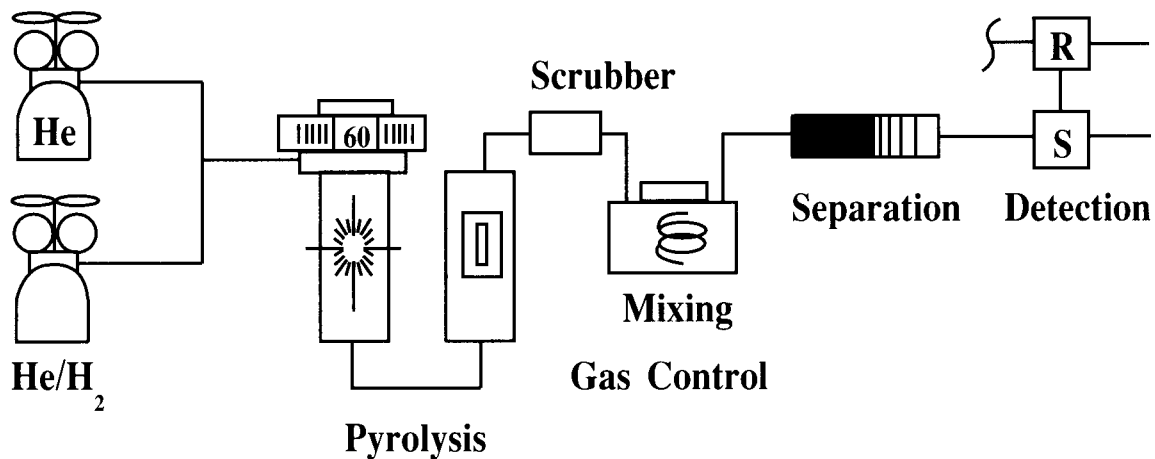 He
He/H₂
60
Pyrolysis
Scrubber
Mixing
Gas Control
Separation
R
S
Detection